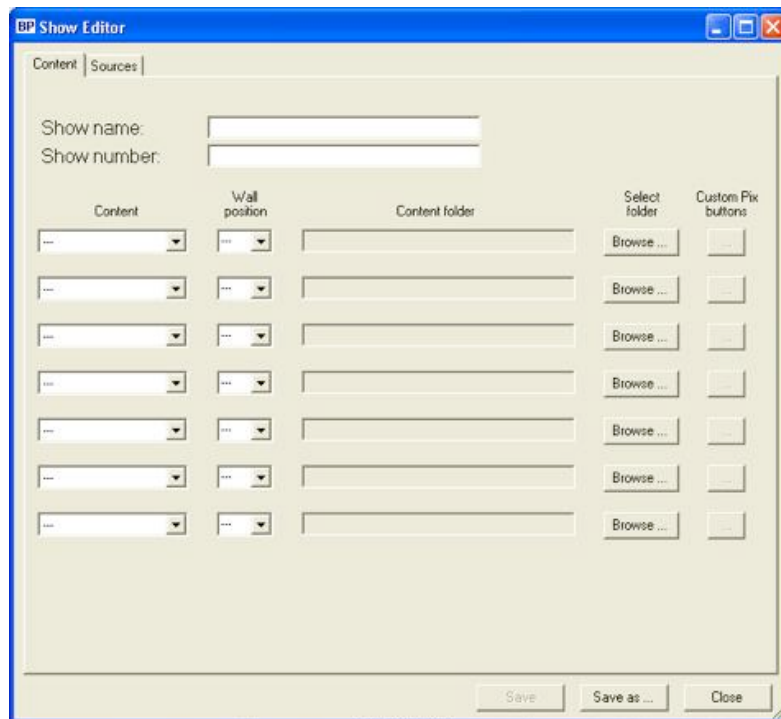 BP Show Editor
Content Sources
Show name:
Show number:
Content Wall position Content folder Select folder Custom Pix buttons
--- --- Browse ... ...
--- --- Browse ... ...
--- --- Browse ... ...
--- --- Browse ... ...
--- --- Browse ... ...
--- --- Browse ... ...
--- --- Browse ... ...
Save Save as ... Close